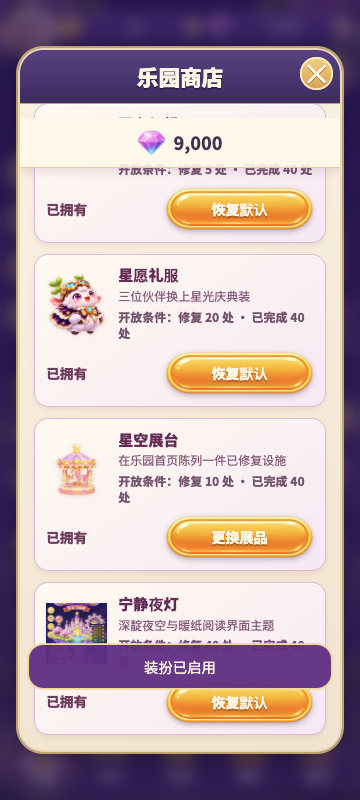 乐园商店
9,000
开放条件：修复 5 处 · 已完成 40 处
已拥有
恢复默认
星愿礼服
三位伙伴换上星光庆典装
开放条件：修复 20 处 · 已完成 40
处
已拥有
恢复默认
星空展台
在乐园首页陈列一件已修复设施
开放条件：修复 10 处 · 已完成 40
处
已拥有
更换展品
宁静夜灯
深靛夜空与暖纸阅读界面主题
装扮已启用
已拥有
恢复默认